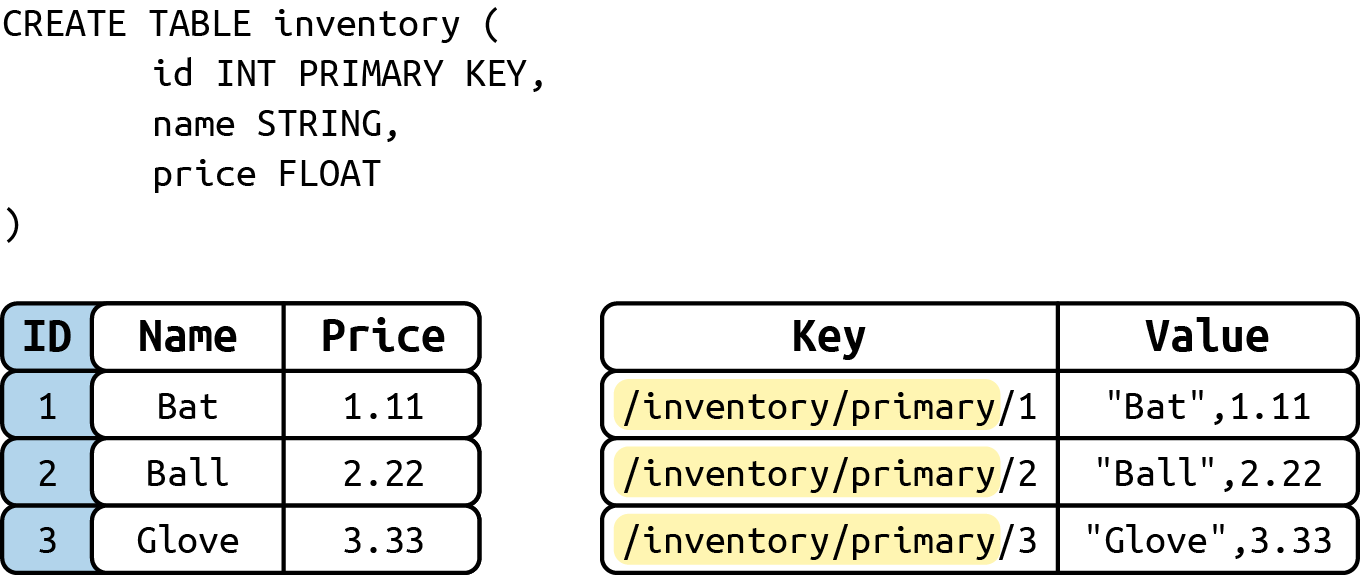 CREATE TABLE inventory (
id INT PRIMARY KEY,
name STRING,
price FLOAT
)
ID Name Price
1 Bat 1.11
2 Ball 2.22
3 Glove 3.33
Key Value
/inventory/primary/1 "Bat",1.11
/inventory/primary/2 "Ball",2.22
/inventory/primary/3 "Glove",3.33